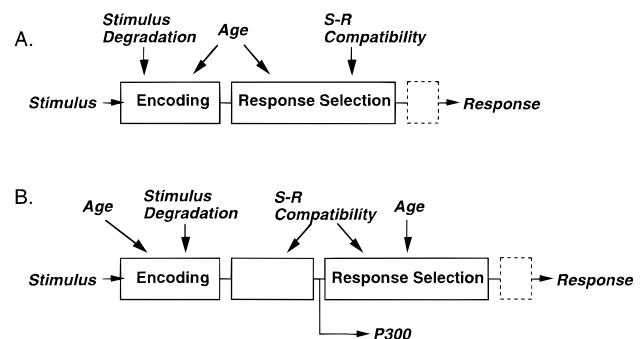 A.
Stimulus
Degradation
Age
S-R
Compatibility
Stimulus
Encoding
Response Selection
Response
B.
Age
Stimulus
Degradation
S-R
Compatibility
Age
Stimulus
Encoding
Response Selection
Response
P300